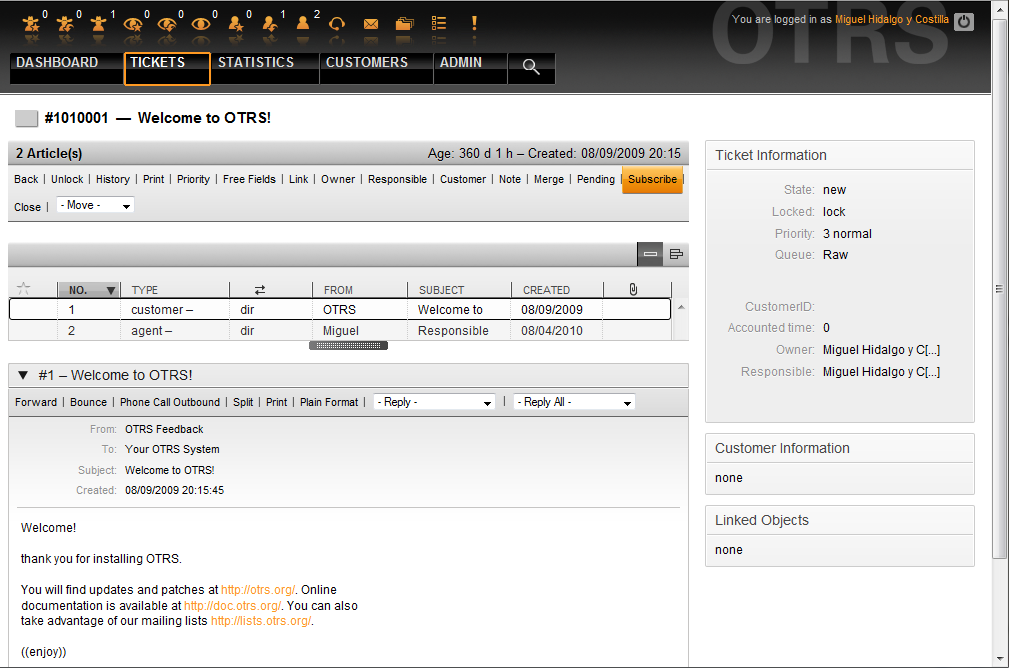 0 0 1 0 0 0 0 1 2
OTRS
You are logged in as Miguel Hidalgo y Costilla
DASHBOARD TICKETS STATISTICS CUSTOMERS ADMIN
#1010001 — Welcome to OTRS!
2 Article(s) Age: 360 d 1 h – Created: 08/09/2009 20:15
Back | Unlock | History | Print | Priority | Free Fields | Link | Owner | Responsible | Customer | Note | Merge | Pending | Subscribe |
Close | - Move -
NO. TYPE FROM SUBJECT CREATED
1 customer – dir OTRS Welcome to 08/09/2009
2 agent – dir Miguel Responsible 08/04/2010
#1 – Welcome to OTRS!
Forward | Bounce | Phone Call Outbound | Split | Print | Plain Format | - Reply - | - Reply All -
From: OTRS Feedback
To: Your OTRS System
Subject: Welcome to OTRS!
Created: 08/09/2009 20:15:45
Welcome!
thank you for installing OTRS.
You will find updates and patches at http://otrs.org/. Online
documentation is available at http://doc.otrs.org/. You can also
take advantage of our mailing lists http://lists.otrs.org/.
((enjoy))
Ticket Information
State: new
Locked: lock
Priority: 3 normal
Queue: Raw
CustomerID:
Accounted time: 0
Owner: Miguel Hidalgo y C[...]
Responsible: Miguel Hidalgo y C[...]
Customer Information
none
Linked Objects
none